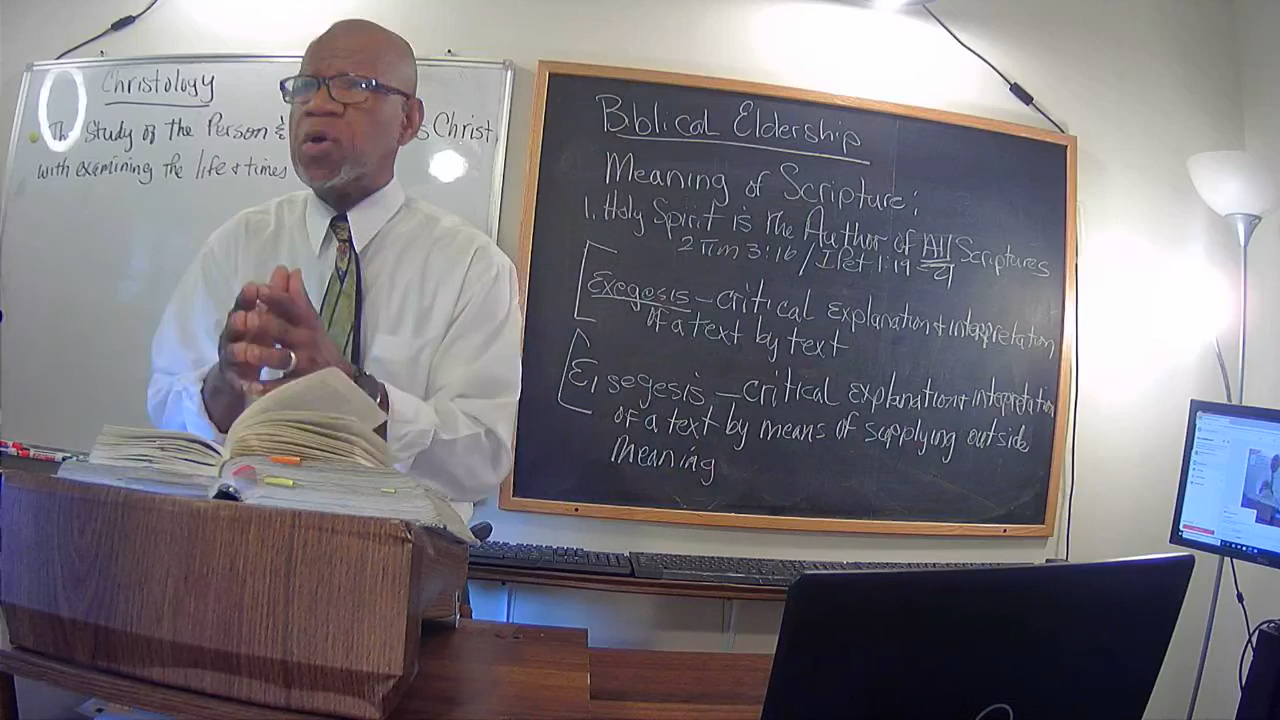 Christology
The Study of the Person &
s Christ
with examining the life & times
Biblical Eldership
Meaning of Scripture:
1. Holy Spirit is the Author of All Scriptures
2 Tim 3:16 / I Pet 1:19-21
Exegesis - critical explanation & interpretation
of a text by text
Eisegesis - critical explanation & interpretation
of a text by means of supplying outside
meaning